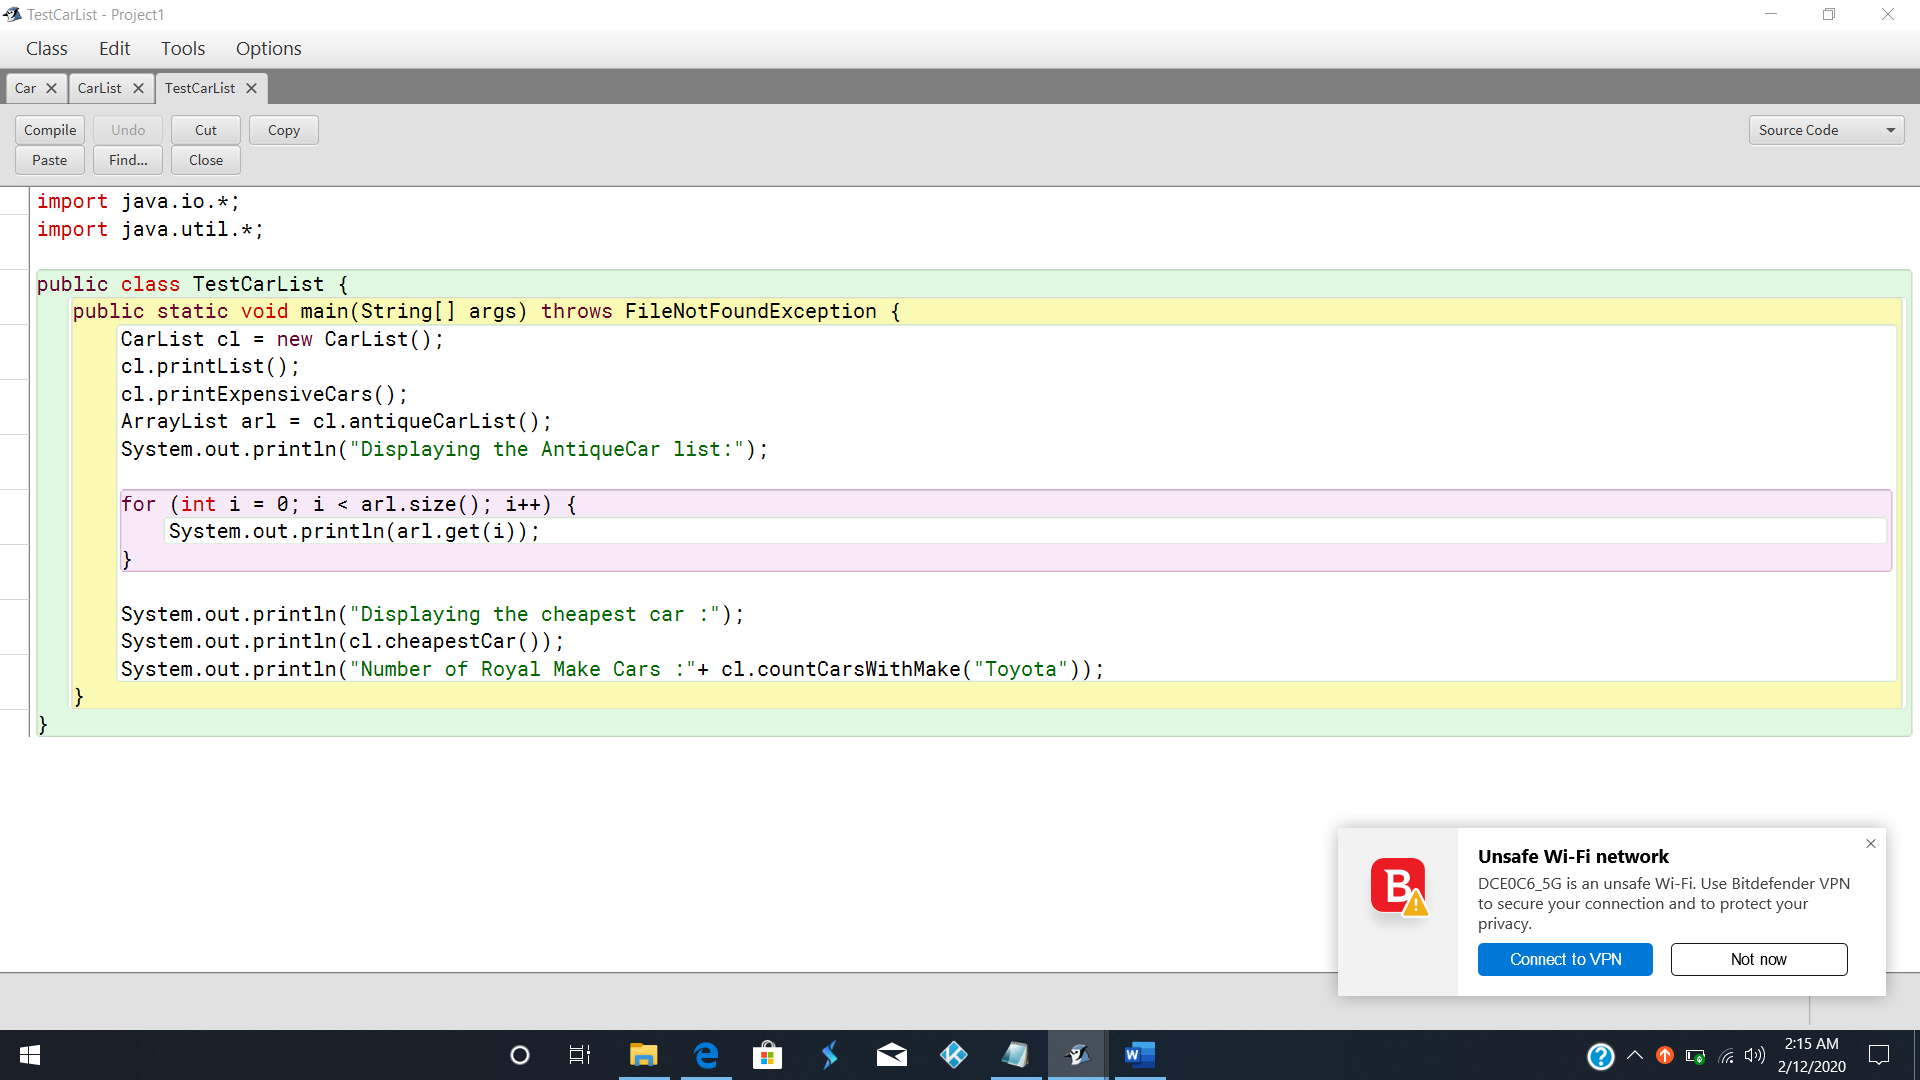 TestCarList - Project1
Class Edit Tools Options
Car CarList TestCarList
Compile Undo Cut Copy Source Code
Paste Find... Close
import java.io.*;
import java.util.*;
public class TestCarList {
public static void main(String[] args) throws FileNotFoundException {
CarList cl = new CarList();
cl.printList();
cl.printExpensiveCars();
ArrayList arl = cl.antiqueCarList();
System.out.println("Displaying the AntiqueCar list:");
for (int i = 0; i < arl.size(); i++) {
System.out.println(arl.get(i));
}
System.out.println("Displaying the cheapest car :");
System.out.println(cl.cheapestCar());
System.out.println("Number of Royal Make Cars :"+ cl.countCarsWithMake("Toyota"));
}
}
B
Unsafe Wi-Fi network
DCE0C6_5G is an unsafe Wi-Fi. Use Bitdefender VPN
to secure your connection and to protect your
privacy.
Connect to VPN Not now
2:15 AM
2/12/2020